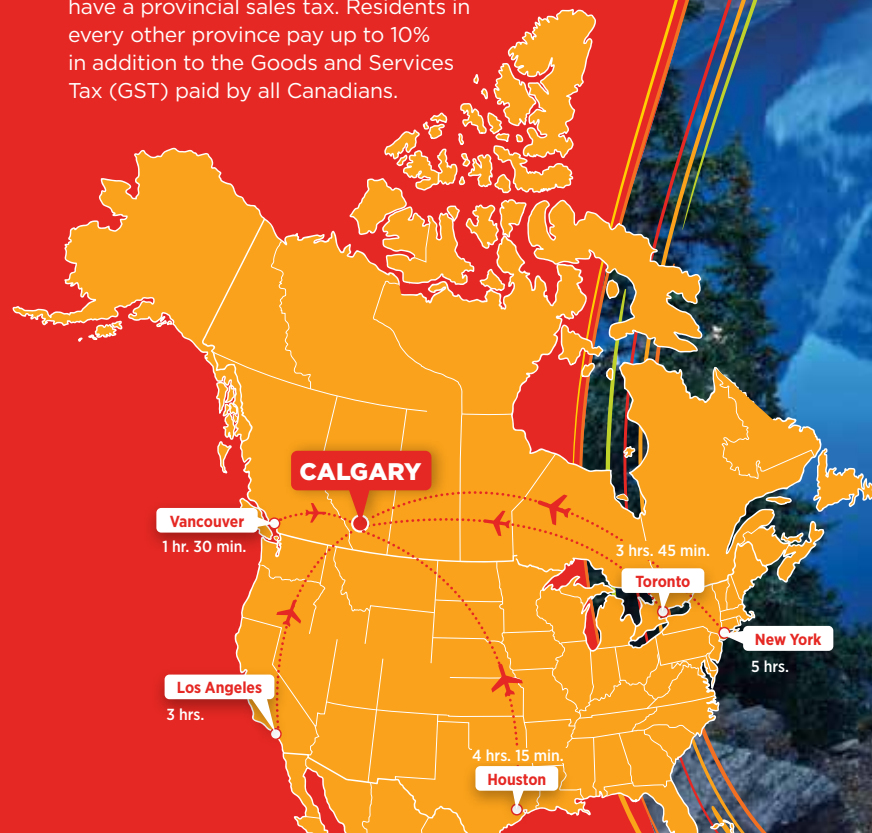 have a provincial sales tax. Residents in
every other province pay up to 10%
in addition to the Goods and Services
Tax (GST) paid by all Canadians.
CALGARY
Vancouver
1 hr. 30 min.
3 hrs. 45 min.
Toronto
New York
5 hrs.
Los Angeles
3 hrs.
4 hrs. 15 min.
Houston